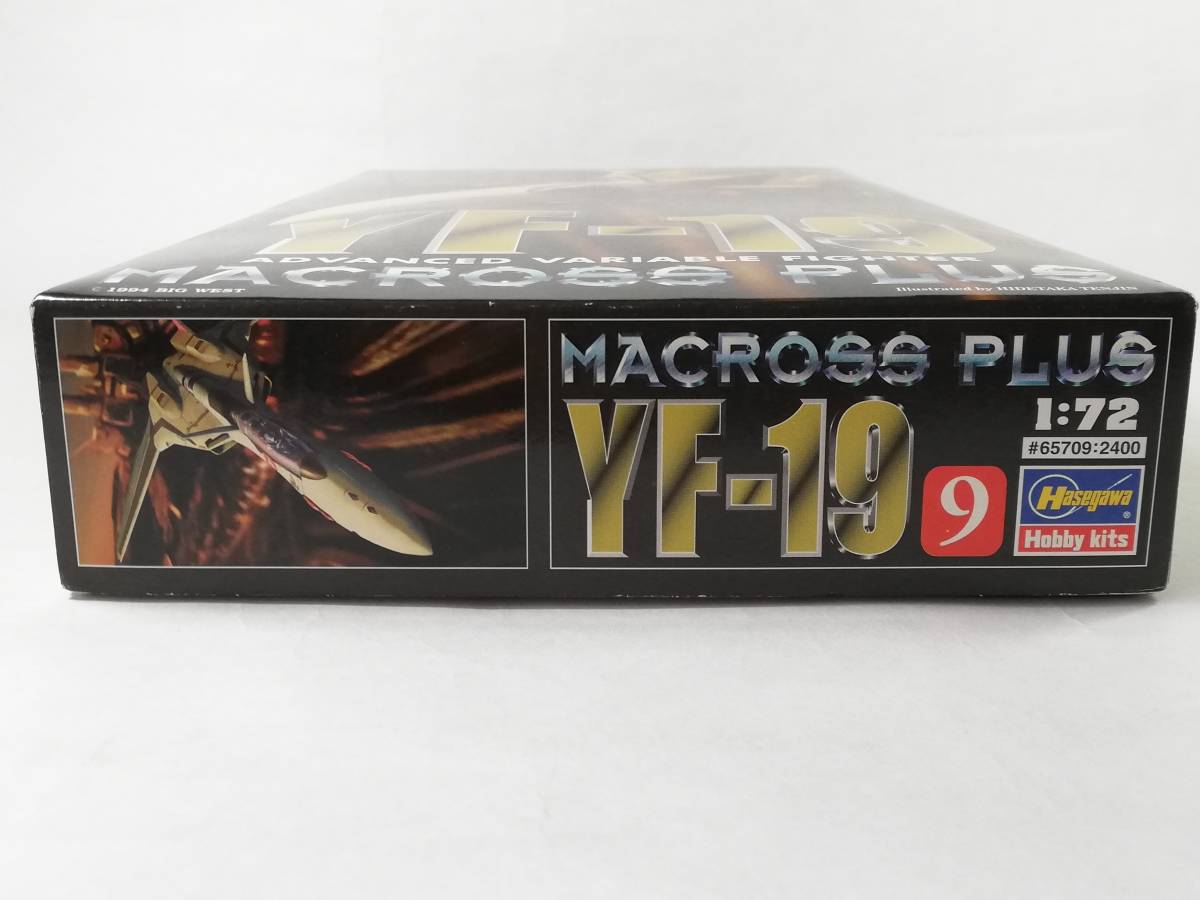 YF-19
ADVANCED VARIABLE FIGHTER
MACROSS PLUS
© 1994 BIG WEST
Illustrated by HIDETAKA TENJIN
MACROSS PLUS
YF-19
1:72
#65709:2400
9
Hasegawa®
Hobby kits